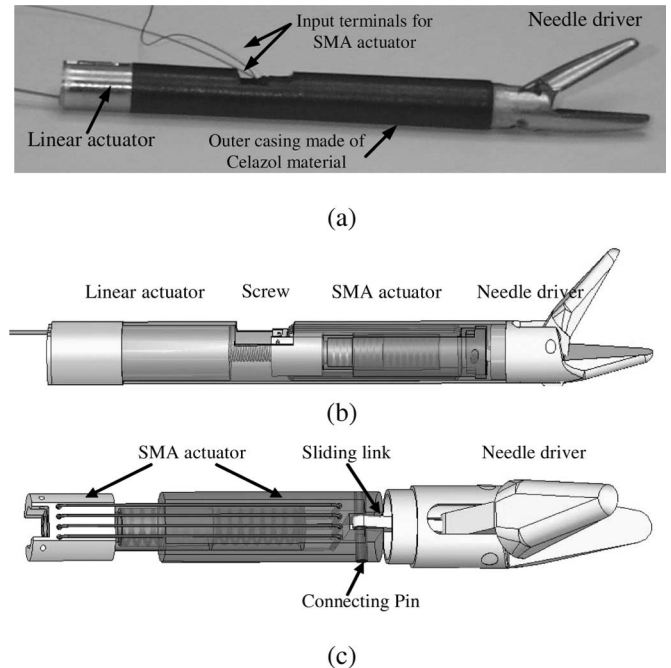 Input terminals for
SMA actuator
Needle driver
Linear actuator
Outer casing made of
Celazol material
(a)
Linear actuator
Screw
SMA actuator
Needle driver
(b)
SMA actuator
Sliding link
Needle driver
Connecting Pin
(c)